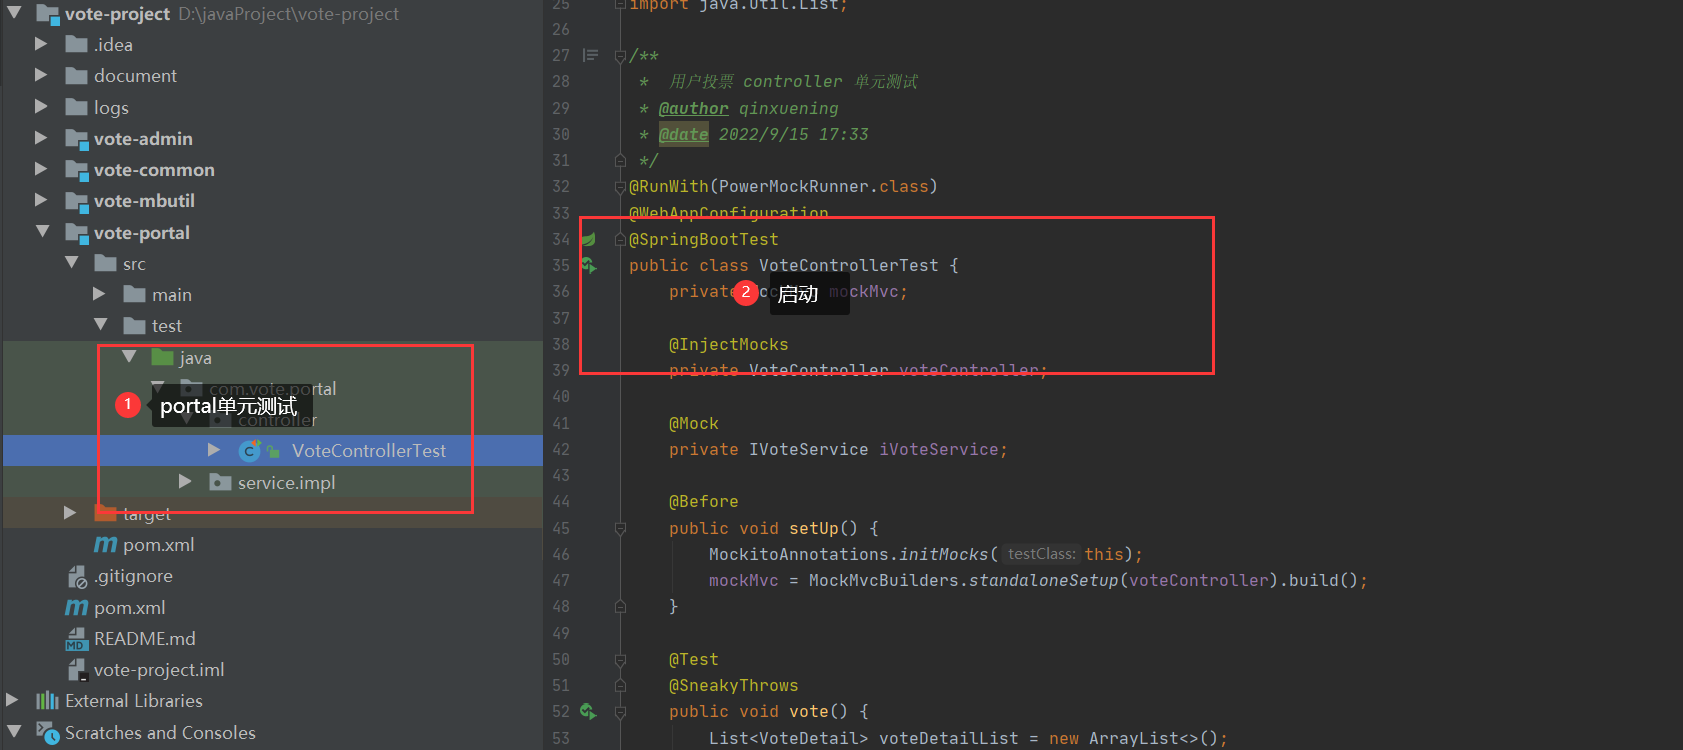 vote-project D:\javaProject\vote-project
.idea
document
logs
vote-admin
vote-common
vote-mbutil
vote-portal
src
main
test
java
com.vote.portal
controller
1 portal单元测试
VoteControllerTest
service.impl
target
pom.xml
.gitignore
pom.xml
README.md
vote-project.iml
External Libraries
Scratches and Consoles
25 import java.util.List;
26
27 /**
28 * 用户投票 controller 单元测试
29 * @author qinxuening
30 * @date 2022/9/15 17:33
31 */
32 @RunWith(PowerMockRunner.class)
33 @WebAppConfiguration
34 @SpringBootTest
35 public class VoteControllerTest {
36 private mockMvc;
2 启动
37
38 @InjectMocks
39 private VoteController voteController;
40
41 @Mock
42 private IVoteService iVoteService;
43
44 @Before
45 public void setUp() {
46 MockitoAnnotations.initMocks( testClass: this);
47 mockMvc = MockMvcBuilders.standaloneSetup(voteController).build();
48 }
49
50 @Test
51 @SneakyThrows
52 public void vote() {
53 List<VoteDetail> voteDetailList = new ArrayList<>();